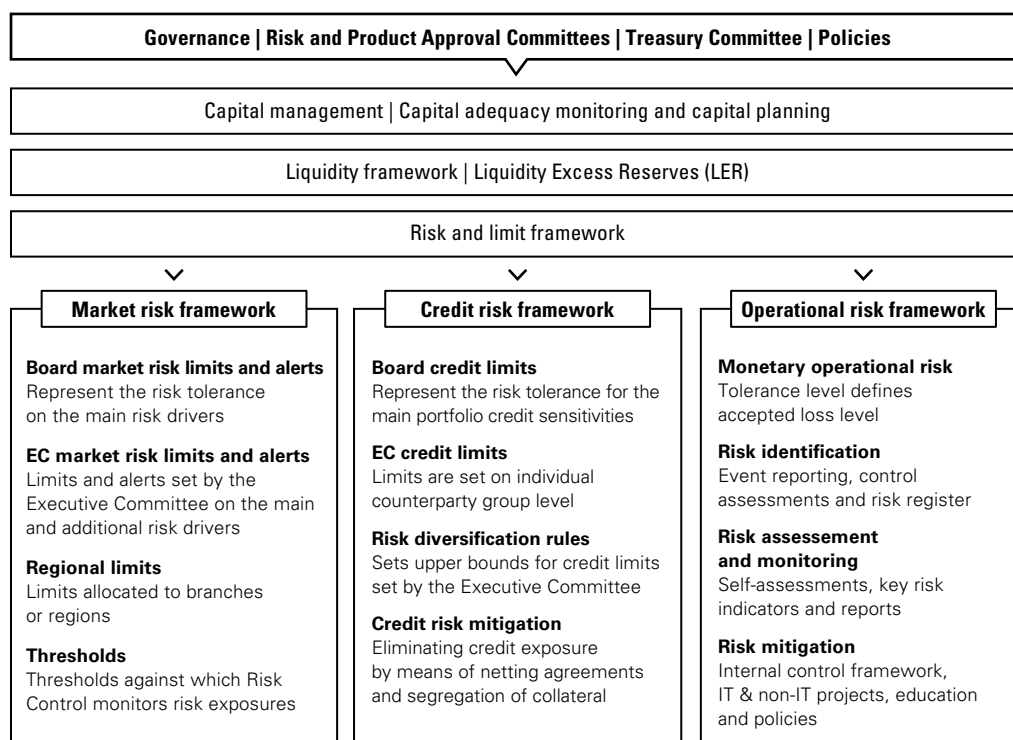 Governance | Risk and Product Approval Committees | Treasury Committee | Policies
Capital management | Capital adequacy monitoring and capital planning
Liquidity framework | Liquidity Excess Reserves (LER)
Risk and limit framework
Market risk framework
Board market risk limits and alerts
Represent the risk tolerance
on the main risk drivers
EC market risk limits and alerts
Limits and alerts set by the
Executive Committee on the main
and additional risk drivers
Regional limits
Limits allocated to branches
or regions
Thresholds
Thresholds against which Risk
Control monitors risk exposures
Credit risk framework
Board credit limits
Represent the risk tolerance for the
main portfolio credit sensitivities
EC credit limits
Limits are set on individual
counterparty group level
Risk diversification rules
Sets upper bounds for credit limits
set by the Executive Committee
Credit risk mitigation
Eliminating credit exposure
by means of netting agreements
and segregation of collateral
Operational risk framework
Monetary operational risk
Tolerance level defines
accepted loss level
Risk identification
Event reporting, control
assessments and risk register
Risk assessement
and monitoring
Self-assessments, key risk
indicators and reports
Risk mitigation
Internal control framework,
IT & non-IT projects, education
and policies